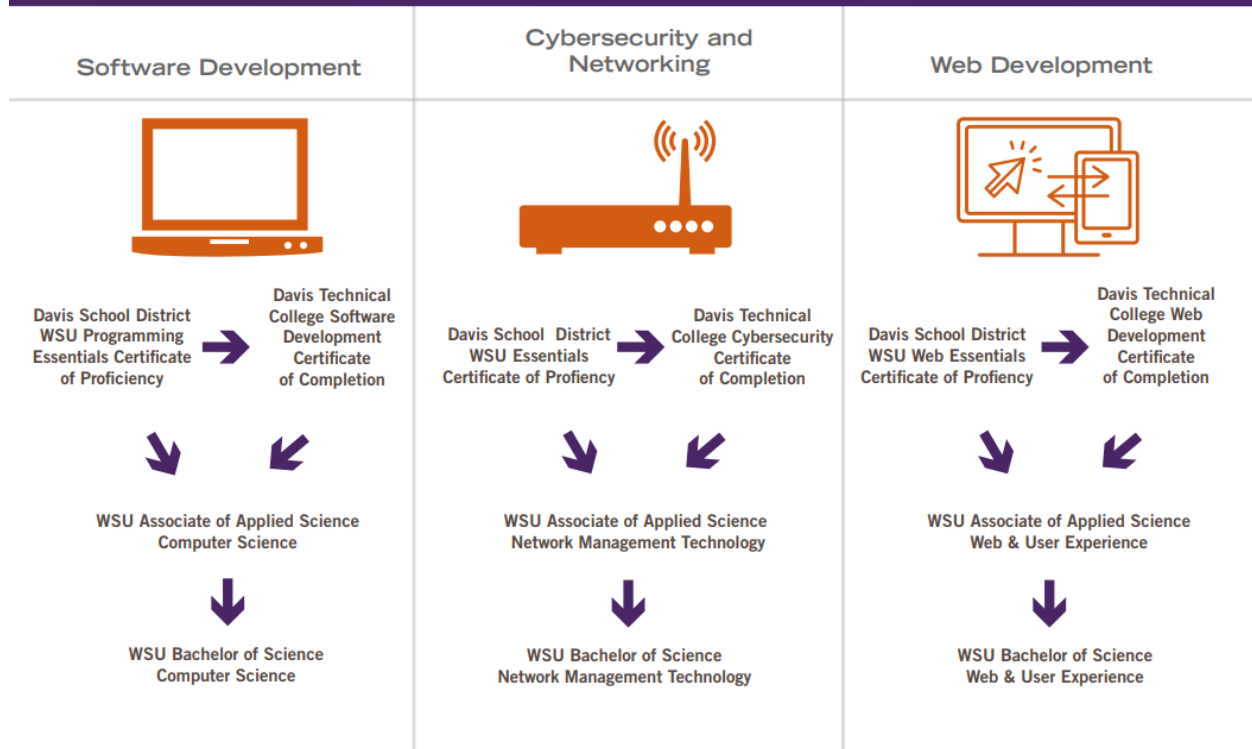 Software Development
Cybersecurity and
Networking
Web Development
Davis School District
WSU Programming
Essentials Certificate
of Proficiency
Davis Technical
College Software
Development
Certificate
of Completion
WSU Associate of Applied Science
Computer Science
WSU Bachelor of Science
Computer Science
Davis School  District
WSU Essentials
Certificate of Profiency
Davis Technical
College Cybersecurity
Certificate
of Completion
WSU Associate of Applied Science
Network Management Technology
WSU Bachelor of Science
Network Management Technology
Davis School District
WSU Web Essentials
Certificate of Profiency
Davis Technical
College Web
Development
Certificate
of Completion
WSU Associate of Applied Science
Web & User Experience
WSU Bachelor of Science
Web & User Experience